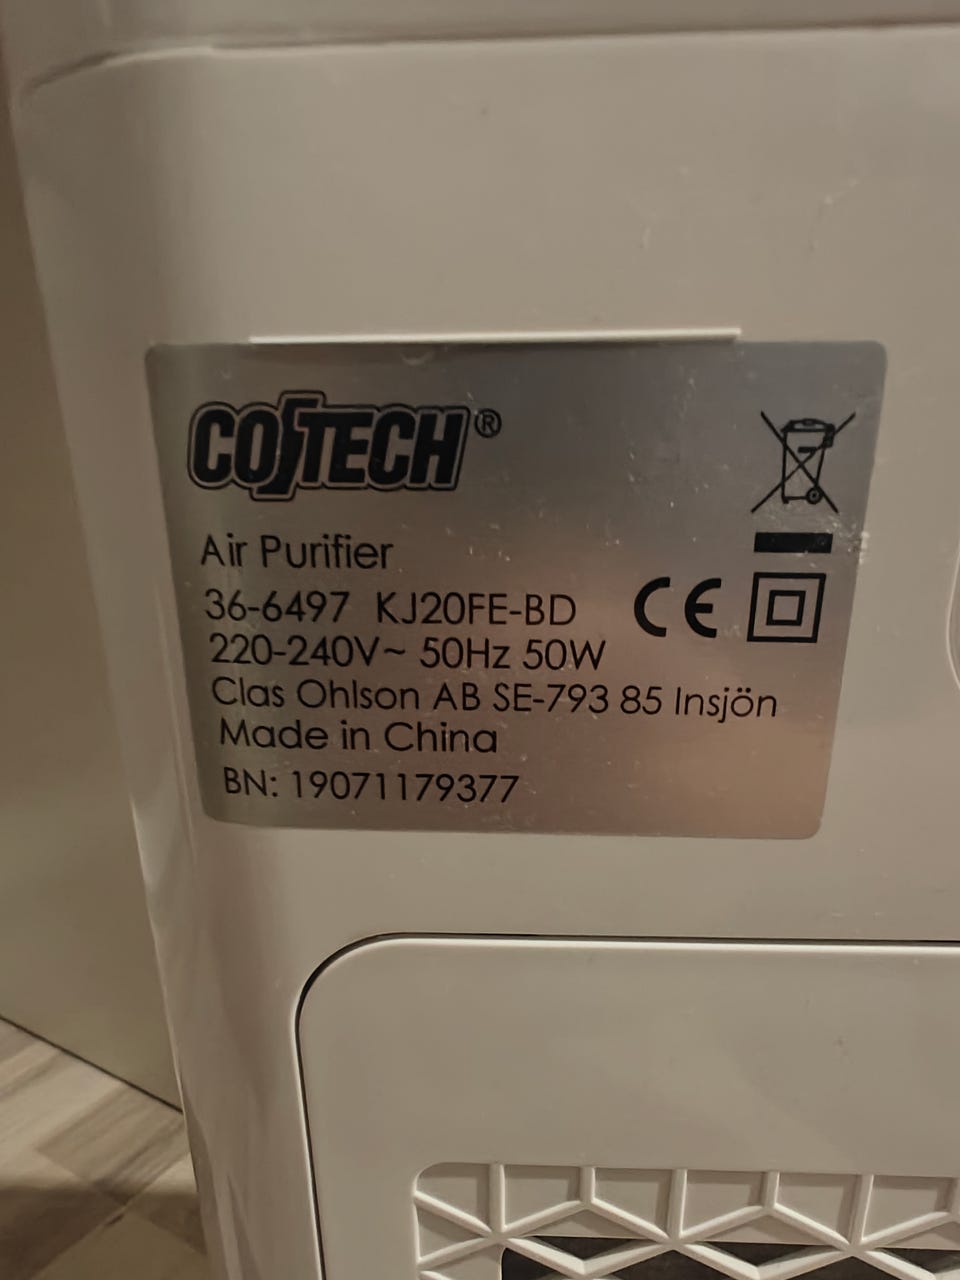 COTECH®
Air Purifier
36-6497 KJ20FE-BD CE
220-240V~ 50Hz 50W
Clas Ohlson AB SE-793 85 Insjön
Made in China
BN: 19071179377